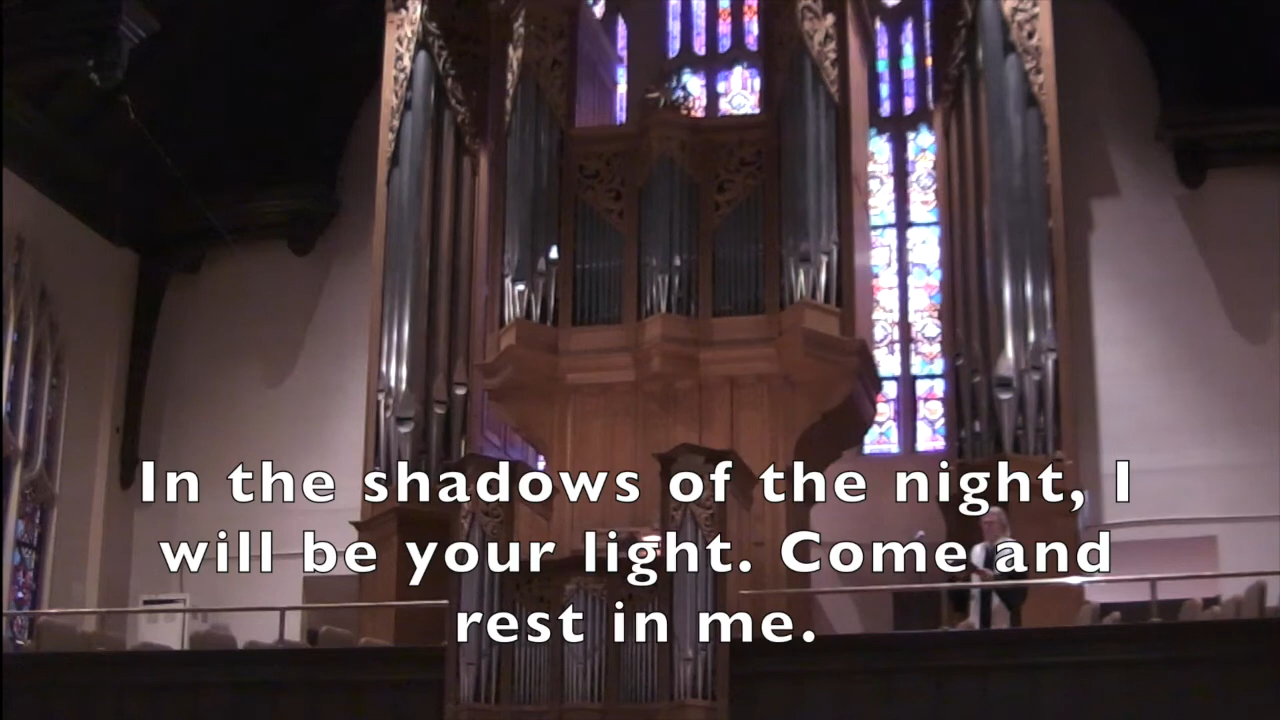 In the shadows of the night, I
will be your light. Come and
rest in me.